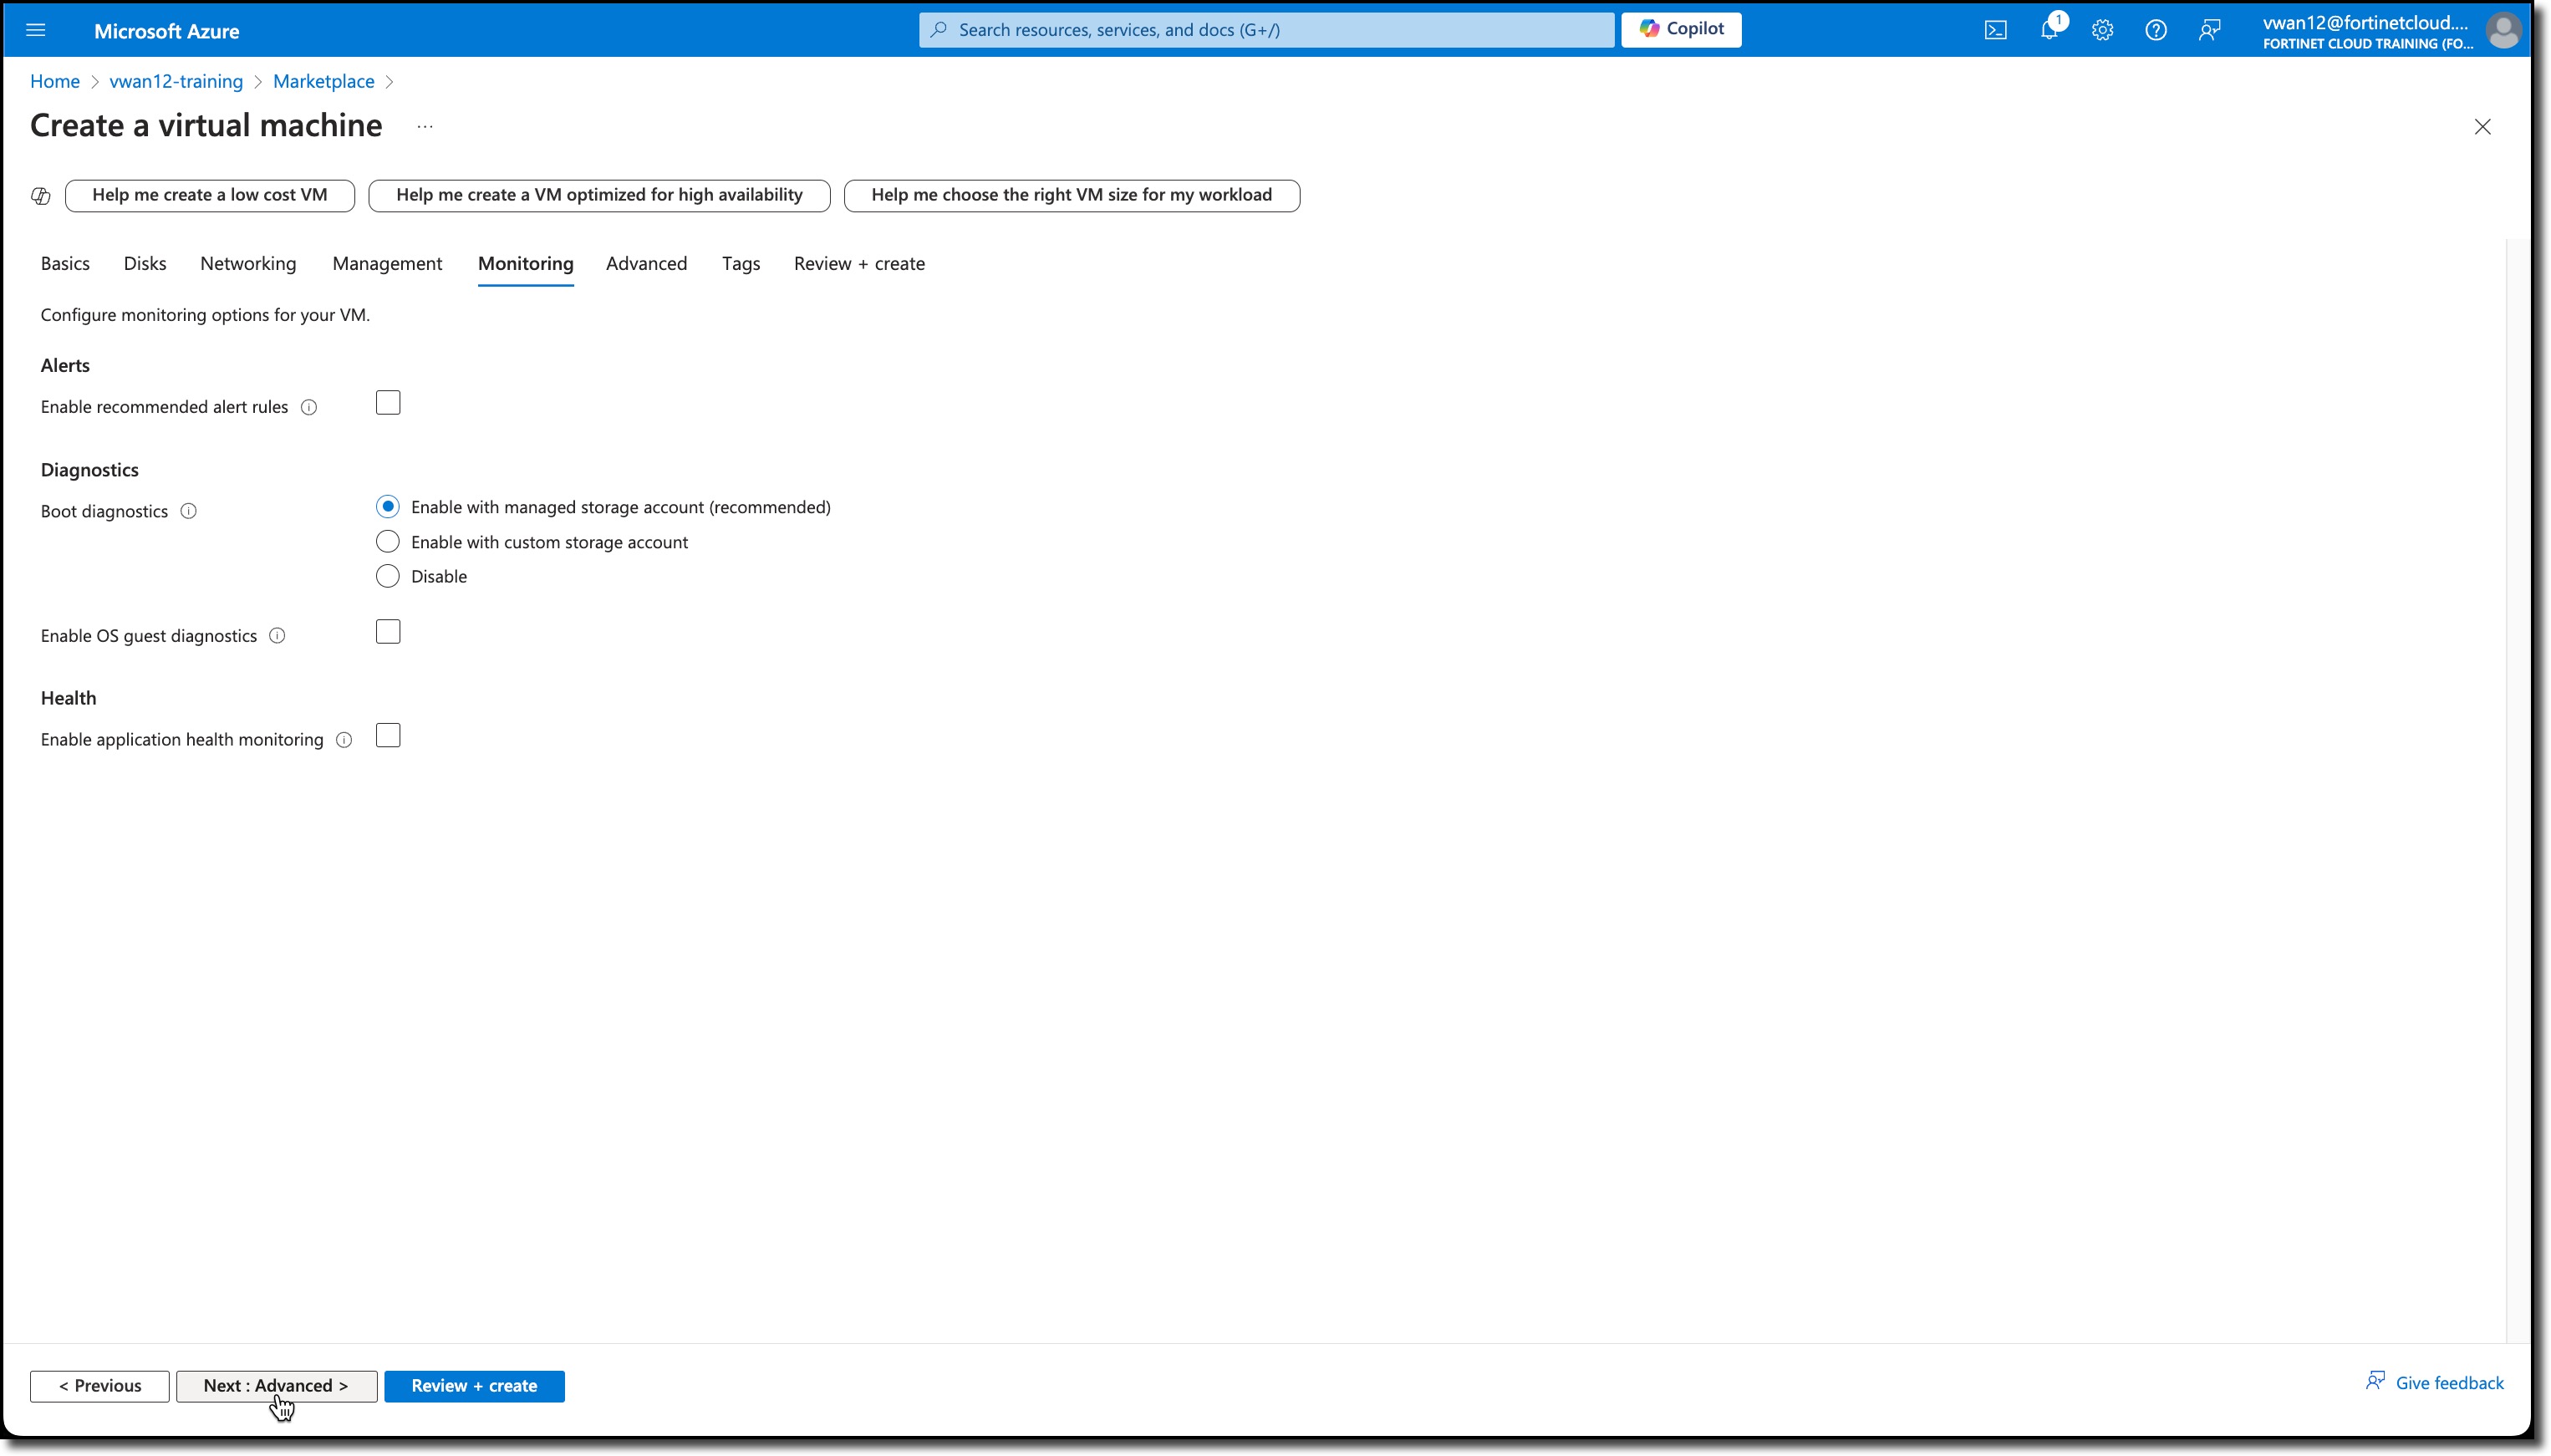 Microsoft Azure
Search resources, services, and docs (G+/)
Copilot
1
vwan12@fortinetcloud....
FORTINET CLOUD TRAINING (FO...
Home > vwan12-training > Marketplace >
Create a virtual machine ...
Help me create a low cost VM
Help me create a VM optimized for high availability
Help me choose the right VM size for my workload
Basics Disks Networking Management Monitoring Advanced Tags Review + create
Configure monitoring options for your VM.
Alerts
Enable recommended alert rules
Diagnostics
Boot diagnostics
Enable with managed storage account (recommended)
Enable with custom storage account
Disable
Enable OS guest diagnostics
Health
Enable application health monitoring
< Previous
Next : Advanced >
Review + create
Give feedback